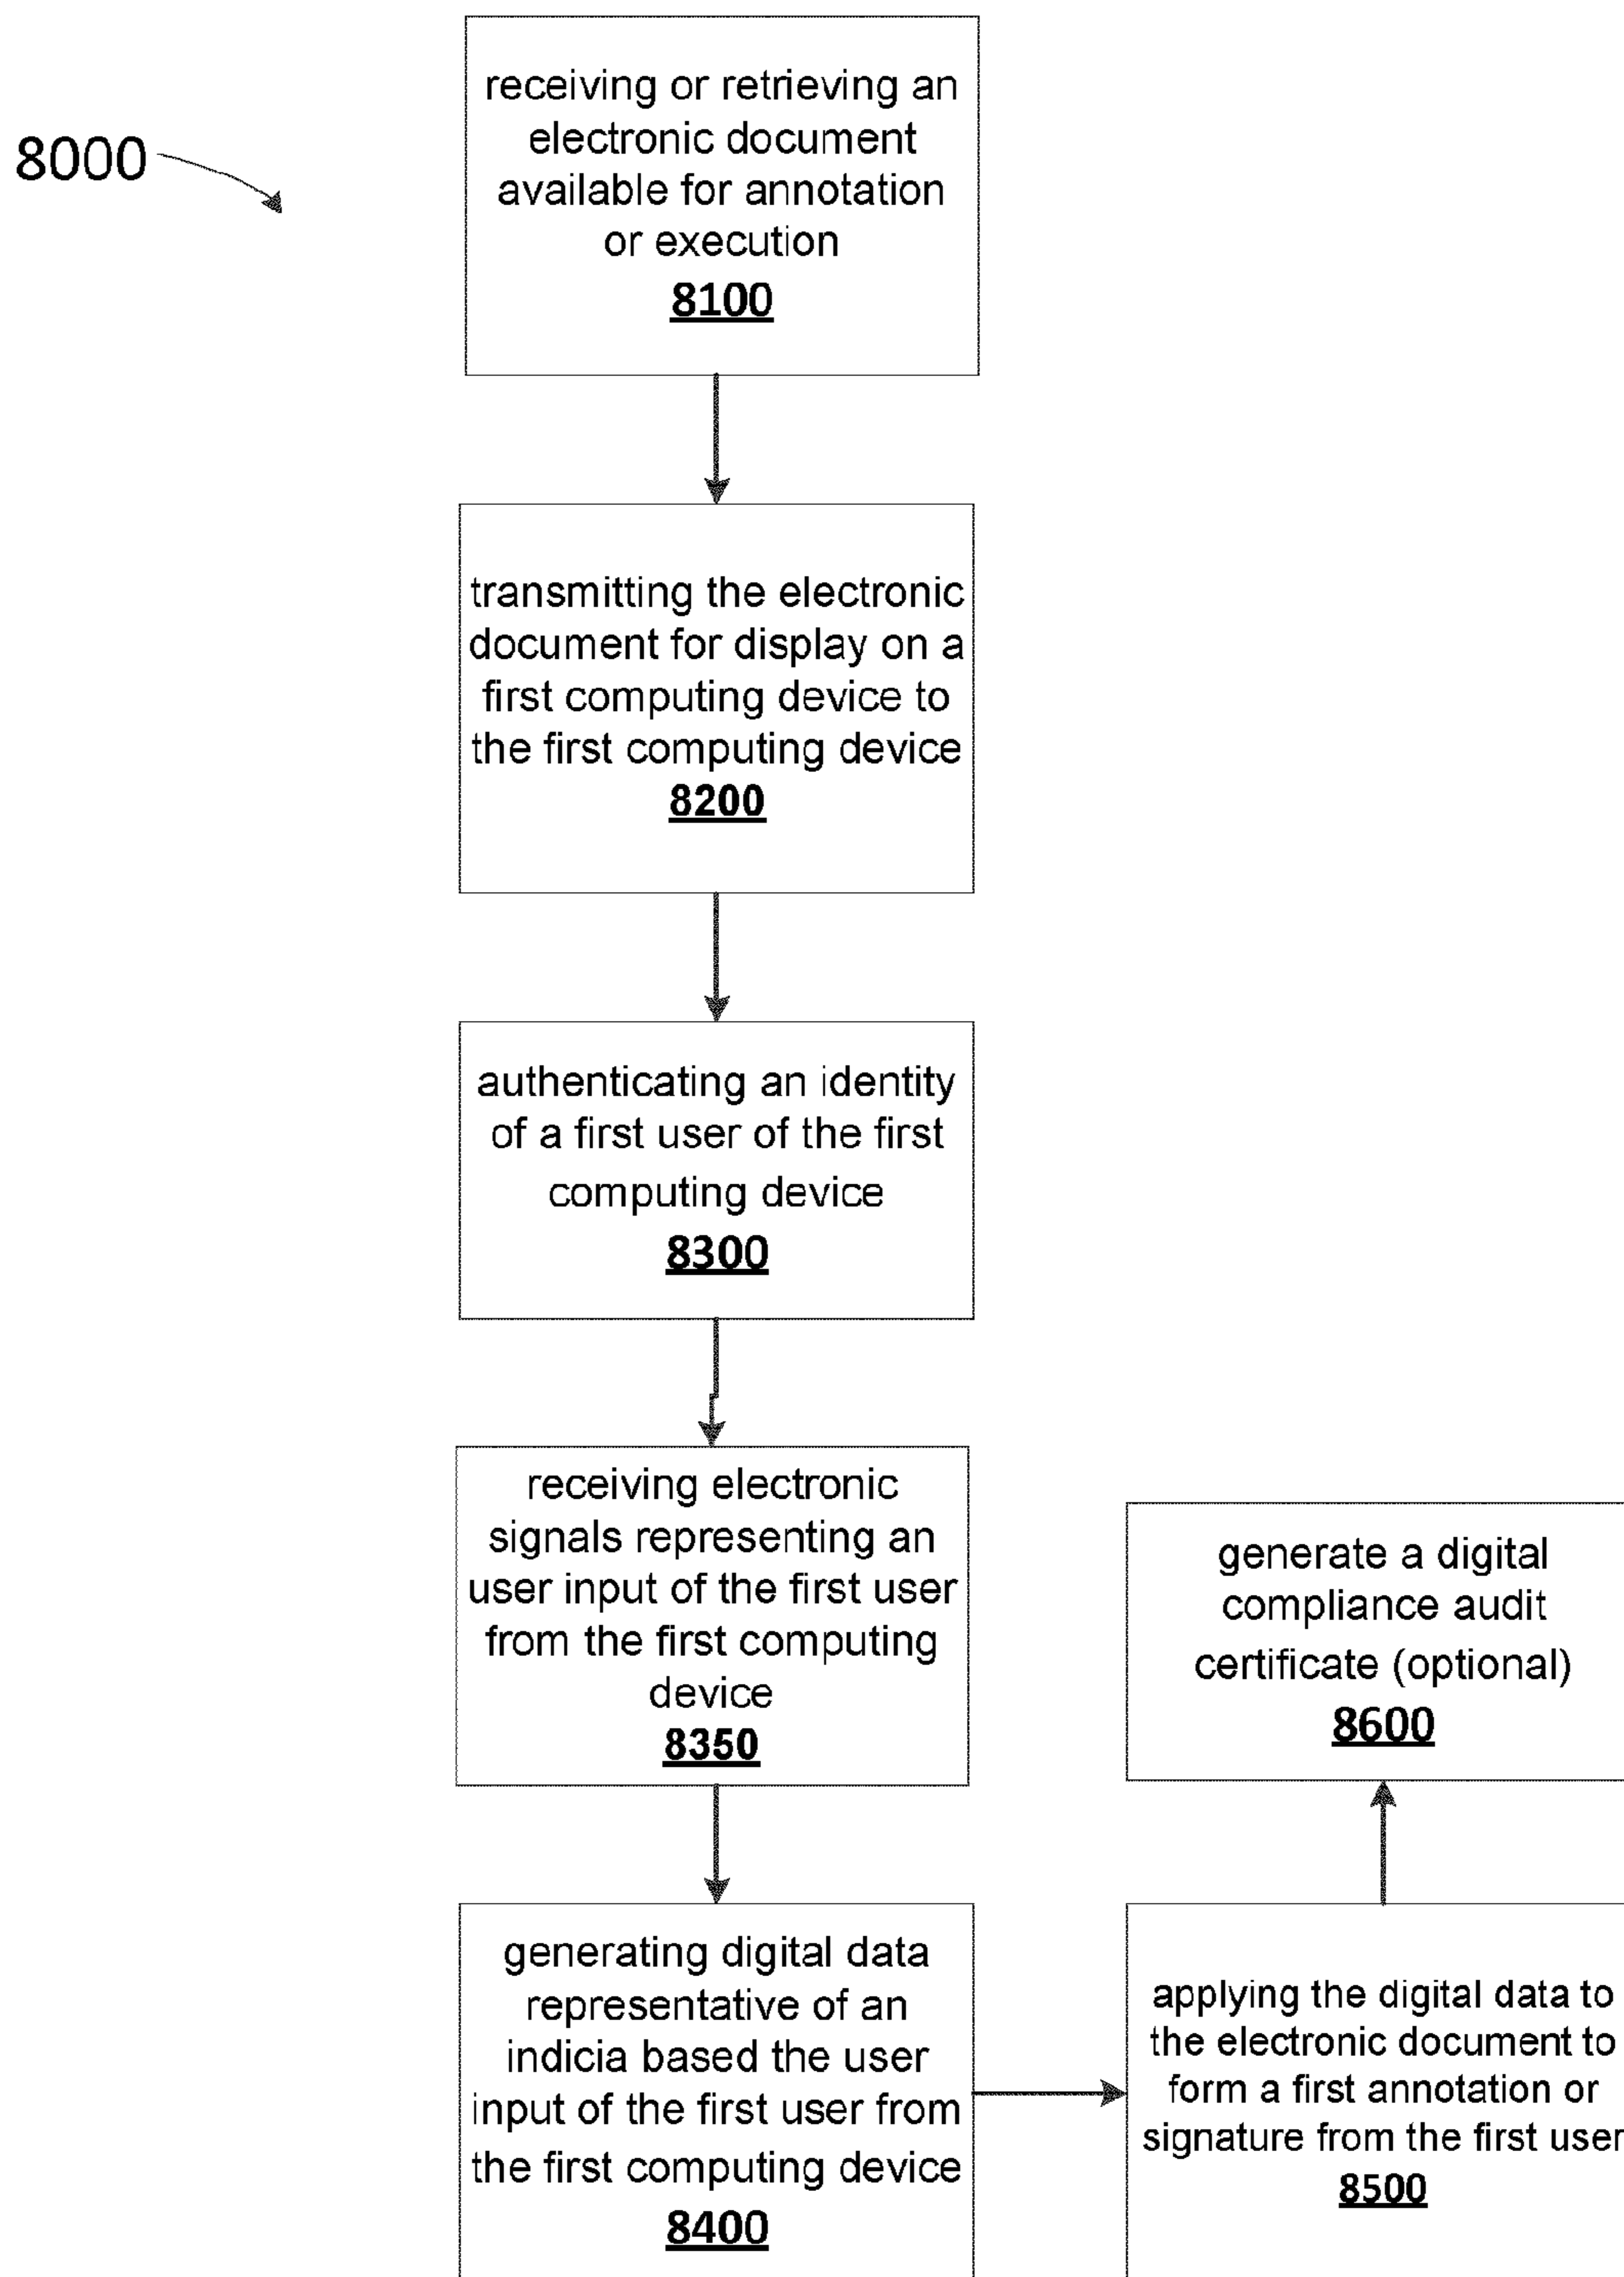 8000
receiving or retrieving an
electronic document
available for annotation
or execution
8100
transmitting the electronic
document for display on a
first computing device to
the first computing device
8200
authenticating an identity
of a first user of the first
computing device
8300
receiving electronic
signals representing an
user input of the first user
from the first computing
device
8350
generating digital data
representative of an
indicia based the user
input of the first user from
the first computing device
8400
applying the digital data to
the electronic document to
form a first annotation or
signature from the first user
8500
generate a digital
compliance audit
certificate (optional)
8600